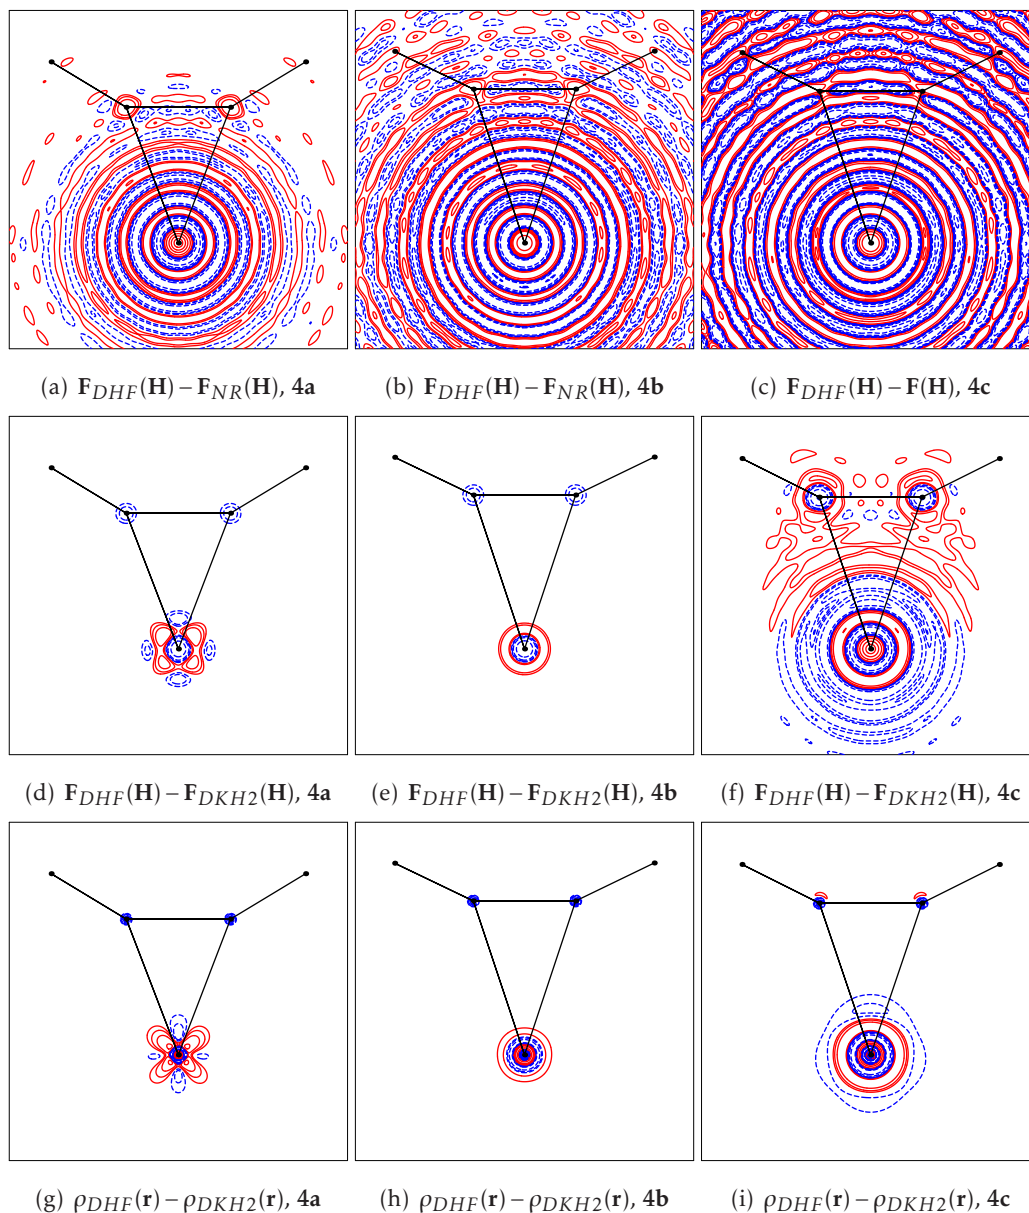 (a) F_DHF(H) − F_NR(H), 4a
(b) F_DHF(H) − F_NR(H), 4b
(c) F_DHF(H) − F(H), 4c
(d) F_DHF(H) − F_DKH2(H), 4a
(e) F_DHF(H) − F_DKH2(H), 4b
(f) F_DHF(H) − F_DKH2(H), 4c
(g) ρ_DHF(r) − ρ_DKH2(r), 4a
(h) ρ_DHF(r) − ρ_DKH2(r), 4b
(i) ρ_DHF(r) − ρ_DKH2(r), 4c